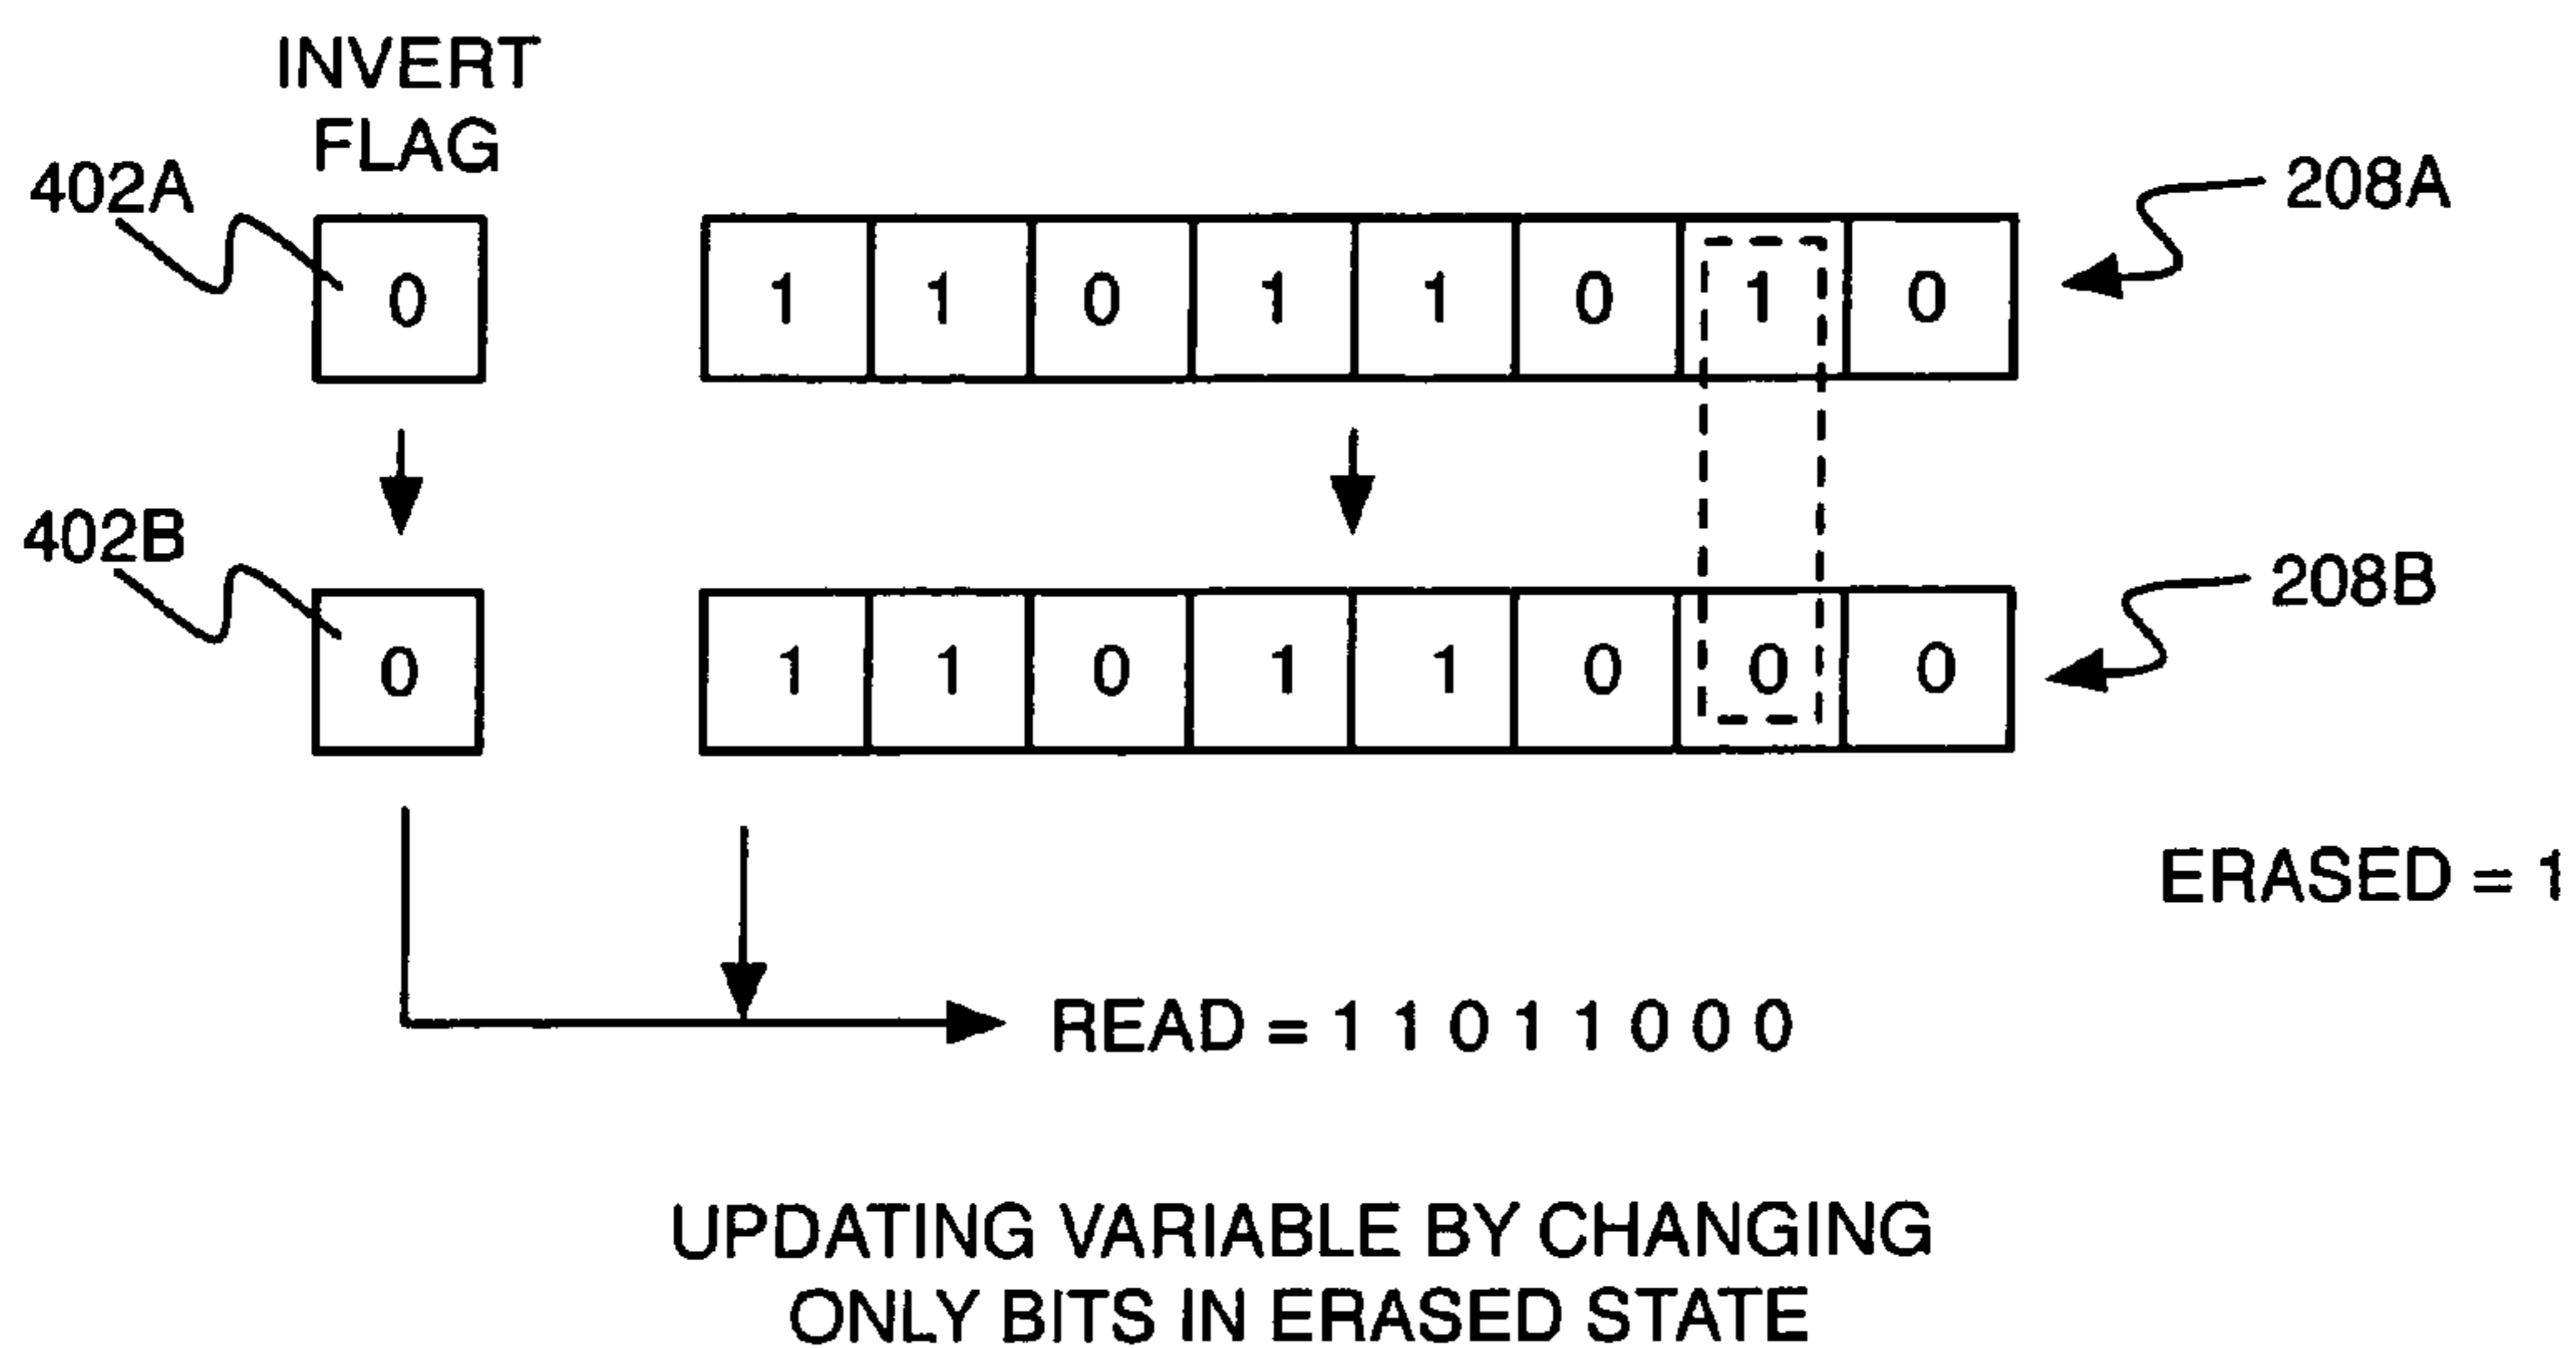 INVERT
FLAG
402A
0
1 1 0 1 1 0 1 0
208A
402B
0
1 1 0 1 1 0 0 0
208B
ERASED = 1
READ = 1 1 0 1 1 0 0 0
UPDATING VARIABLE BY CHANGING
ONLY BITS IN ERASED STATE